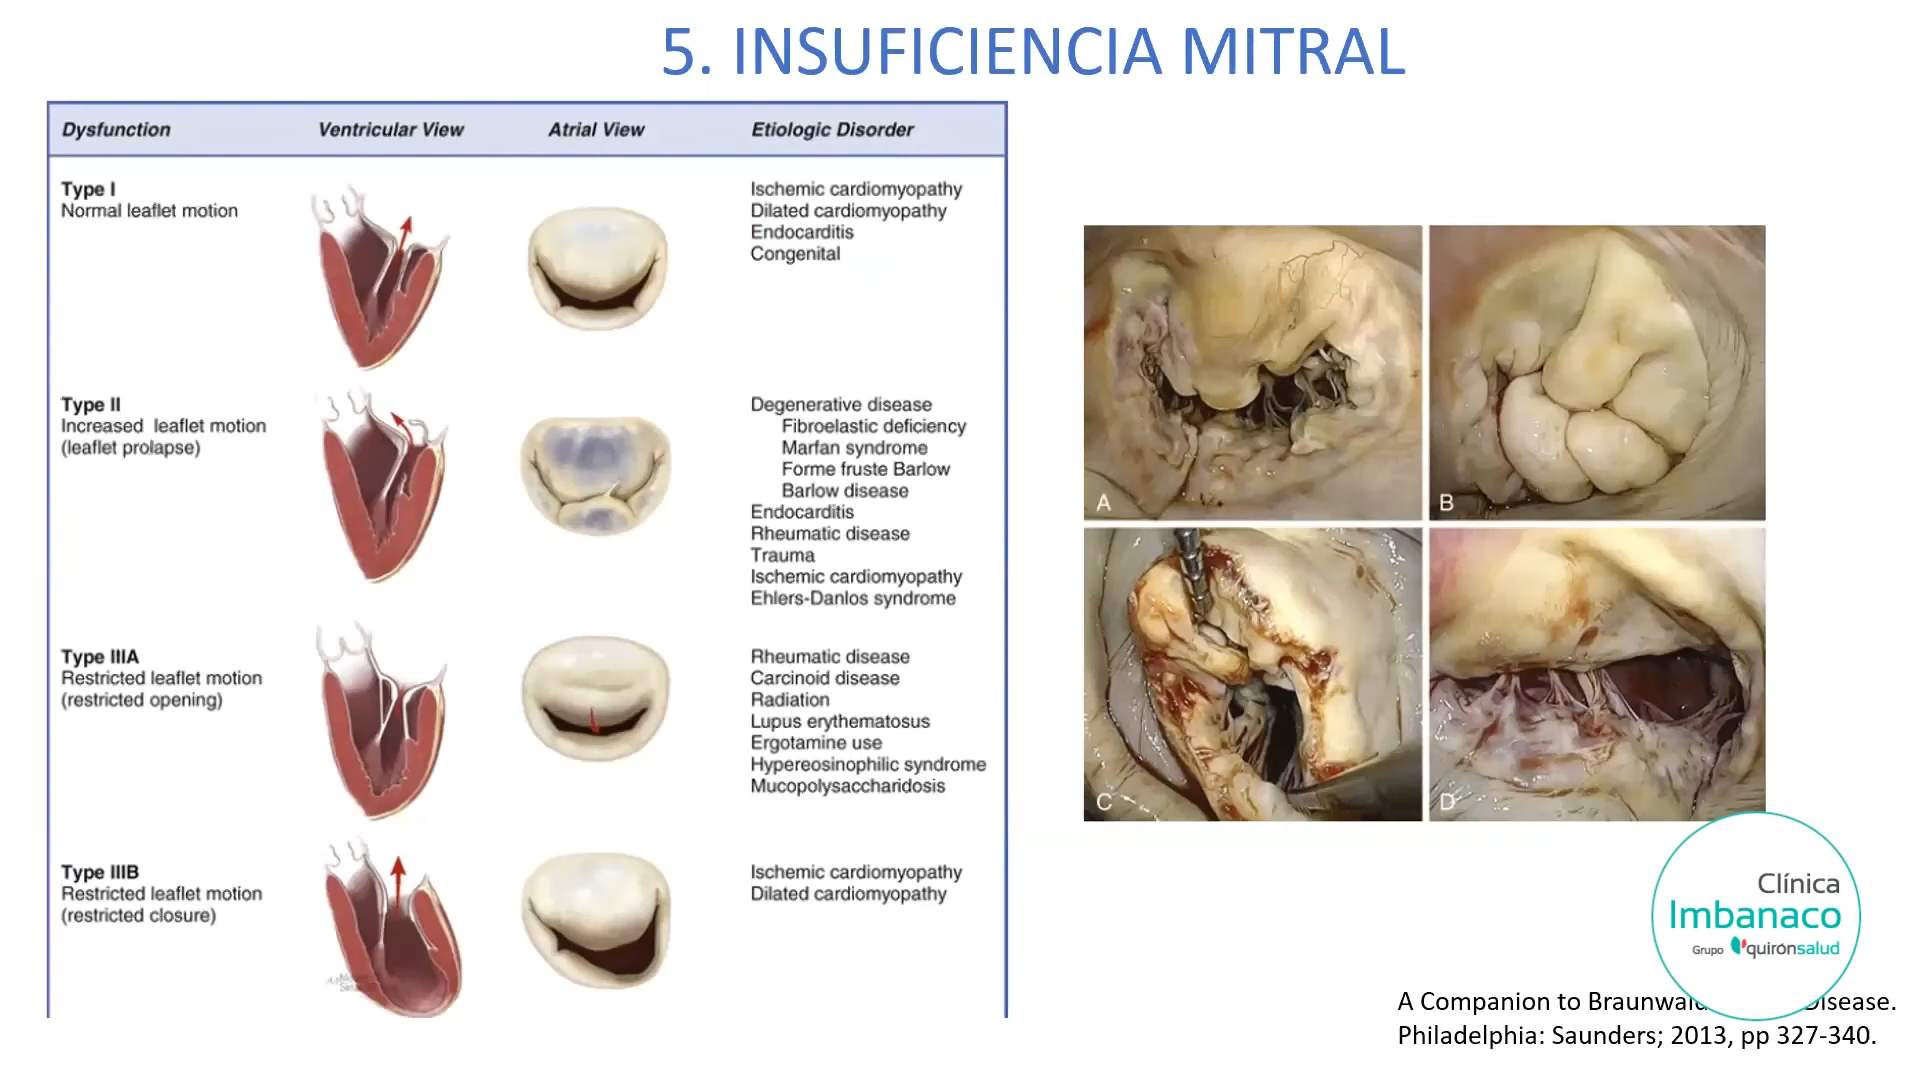 5. INSUFICIENCIA MITRAL
Dysfunction Ventricular View Atrial View Etiologic Disorder
Type I
Normal leaflet motion
Ischemic cardiomyopathy
Dilated cardiomyopathy
Endocarditis
Congenital
Type II
Increased leaflet motion
(leaflet prolapse)
Degenerative disease
Fibroelastic deficiency
Marfan syndrome
Forme fruste Barlow
Barlow disease
Endocarditis
Rheumatic disease
Trauma
Ischemic cardiomyopathy
Ehlers-Danlos syndrome
Type IIIA
Restricted leaflet motion
(restricted opening)
Rheumatic disease
Carcinoid disease
Radiation
Lupus erythematosus
Ergotamine use
Hypereosinophilic syndrome
Mucopolysaccharidosis
Type IIIB
Restricted leaflet motion
(restricted closure)
Ischemic cardiomyopathy
Dilated cardiomyopathy
A
B
C
D
Clínica
Imbanaco
Grupo quirónsalud
A Companion to Disease.
Philadelphia: Saunders; 2013, pp 327-340.